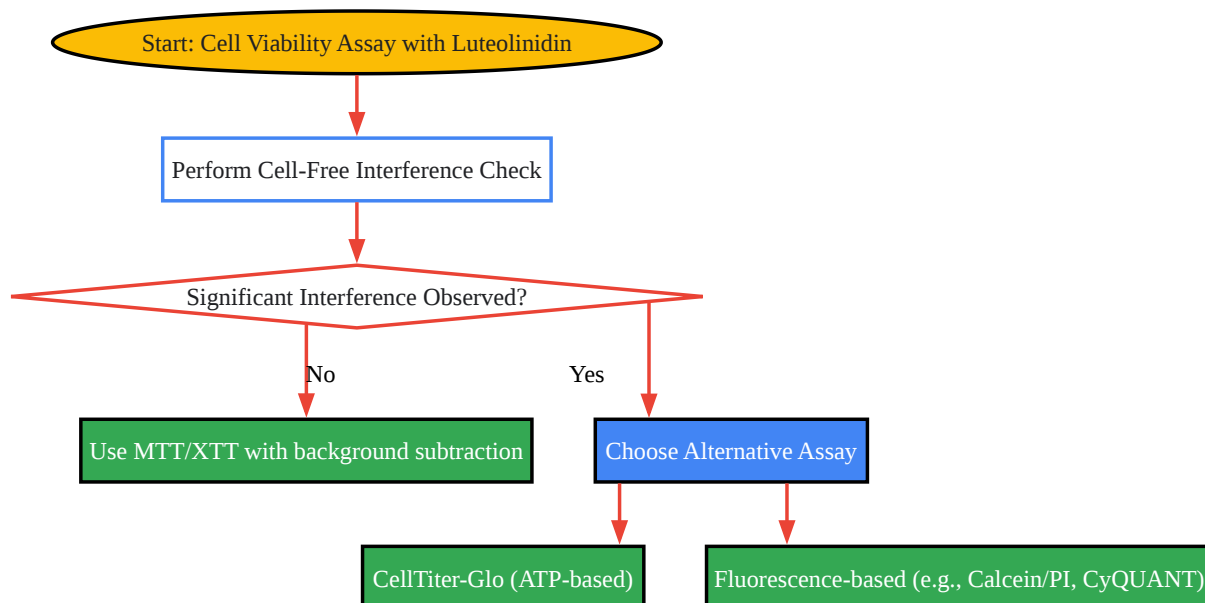 Start: Cell Viability Assay with Luteolinidin
Perform Cell-Free Interference Check
Significant Interference Observed?
No
Yes
Use MTT/XTT with background subtraction
Choose Alternative Assay
CellTiter-Glo (ATP-based)
Fluorescence-based (e.g., Calcein/PI, CyQUANT)